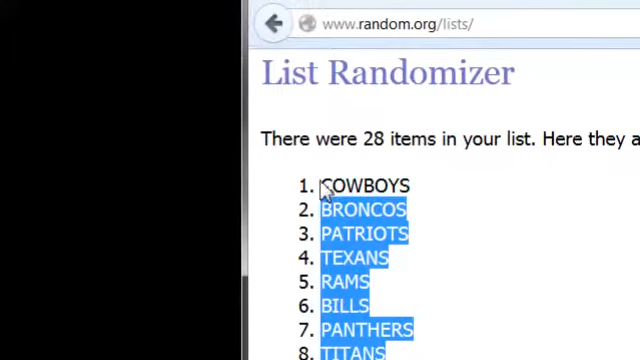 www.random.org/lists/
List Randomizer
There were 28 items in your list. Here they a
1. COWBOYS
2. BRONCOS
3. PATRIOTS
4. TEXANS
5. RAMS
6. BILLS
7. PANTHERS
8. TITANS